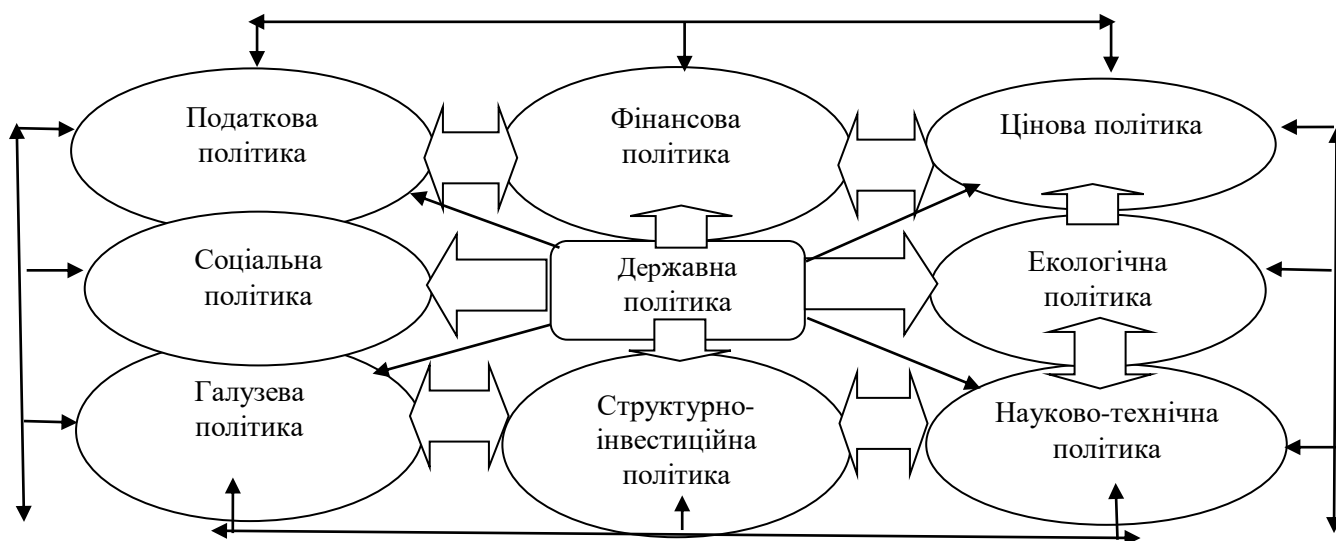 Податкова
політика
Фінансова
політика
Цінова політика
Соціальна
політика
Державна
політика
Екологічна
політика
Галузева
політика
Структурно-
інвестиційна
політика
Науково-технічна
політика